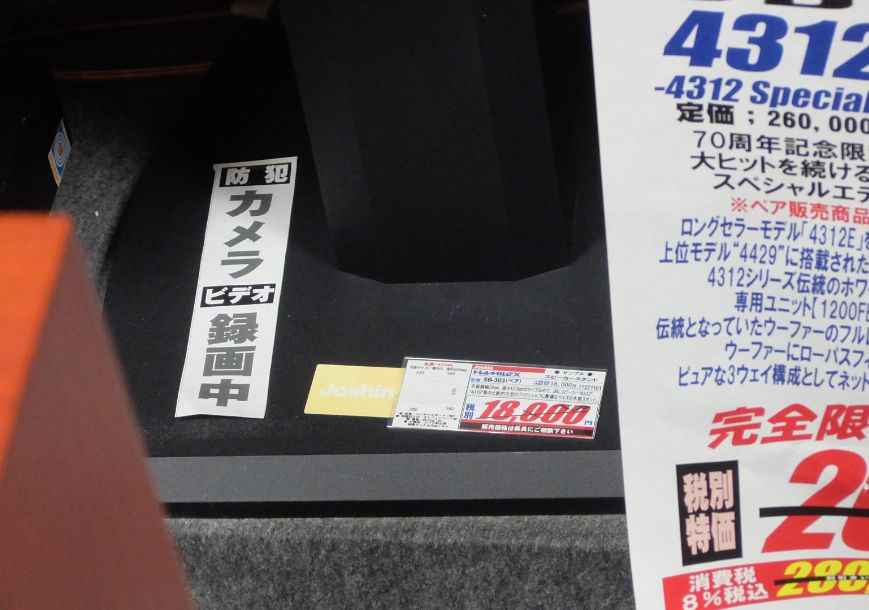 防犯
カメラ
ビデオ
録画中
Joshin
Joshin
●サンプル●
HAMILEX
スピーカースタンド
SB-303(ペア)
18,000
税別
18,000円
販売価格は係員にご相談下さい
4312
-4312 Special
定価；260,000
70周年記念限
大ヒットを続ける
スペシャルエデ
※ペア販売商品
ロングセラーモデル「4312E」を
上位モデル“4429”に搭載された
4312シリーズ伝統のホワ
専用ユニット【1200FE
伝統となっていたウーファーのフルレ
ウーファーにローパスフィ
ピュアな3ウェイ構成としてネット
完全限
税別
特価
消費税
8%税込
280,